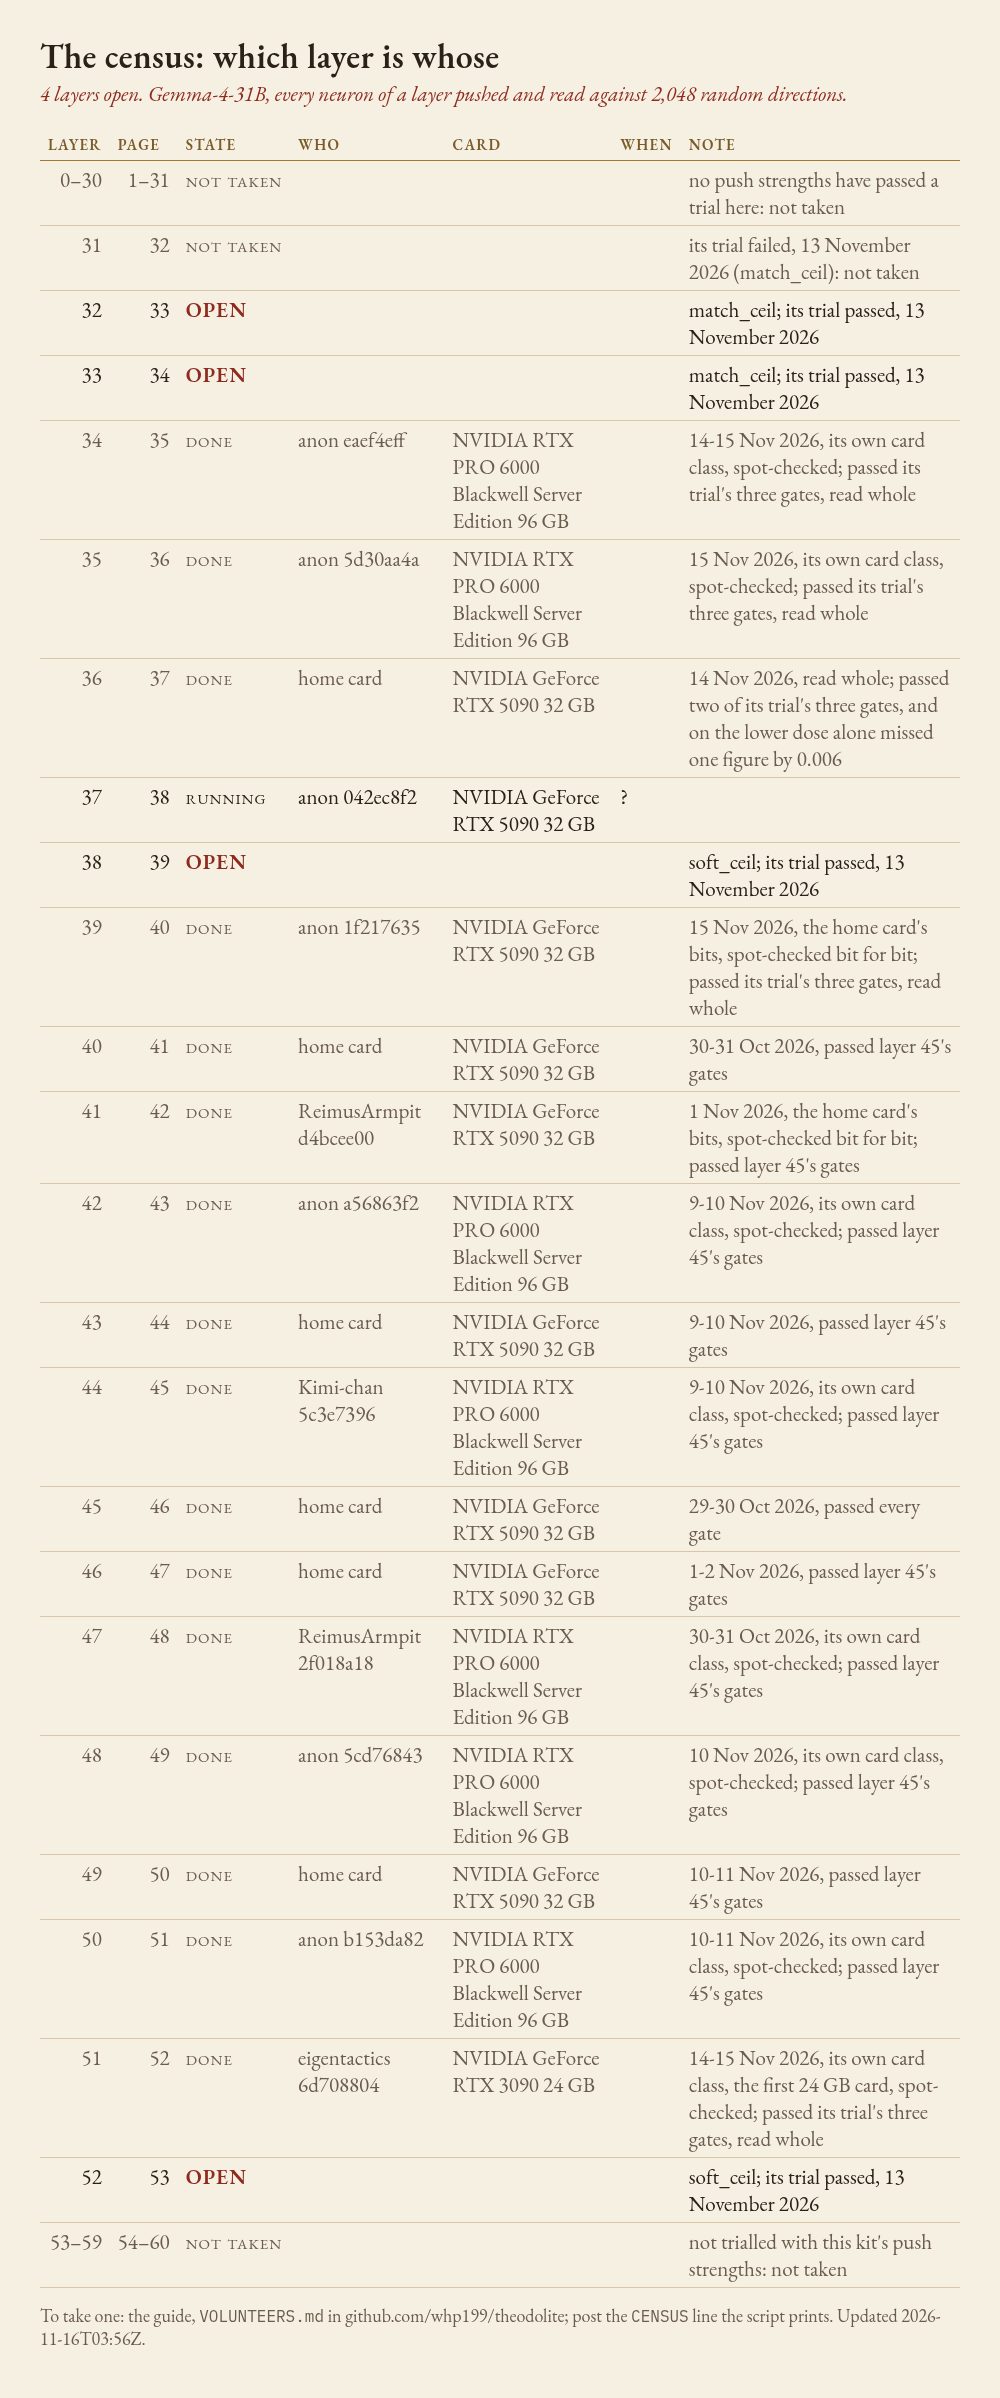 The census: which layer is whose
4 layers open. Gemma-4-31B, every neuron of a layer pushed and read against 2,048 random directions.
LAYER PAGE STATE WHO CARD WHEN NOTE
0–30 1–31 NOT TAKEN no push strengths have passed a
trial here: not taken
31 32 NOT TAKEN its trial failed, 13 November
2026 (match_ceil): not taken
32 33 OPEN match_ceil; its trial passed, 13
November 2026
33 34 OPEN match_ceil; its trial passed, 13
November 2026
34 35 DONE anon eaef4eff NVIDIA RTX 14-15 Nov 2026, its own card
PRO 6000 class, spot-checked; passed its
Blackwell Server trial's three gates, read whole
Edition 96 GB
35 36 DONE anon 5d30aa4a NVIDIA RTX 15 Nov 2026, its own card class,
PRO 6000 spot-checked; passed its trial's
Blackwell Server three gates, read whole
Edition 96 GB
36 37 DONE home card NVIDIA GeForce 14 Nov 2026, read whole; passed
RTX 5090 32 GB two of its trial's three gates, and
on the lower dose alone missed
one figure by 0.006
37 38 RUNNING anon 042ec8f2 NVIDIA GeForce ?
RTX 5090 32 GB
38 39 OPEN soft_ceil; its trial passed, 13
November 2026
39 40 DONE anon 1f217635 NVIDIA GeForce 15 Nov 2026, the home card's
RTX 5090 32 GB bits, spot-checked bit for bit;
passed its trial's three gates, read
whole
40 41 DONE home card NVIDIA GeForce 30-31 Oct 2026, passed layer 45's
RTX 5090 32 GB gates
41 42 DONE ReimusArmpit NVIDIA GeForce 1 Nov 2026, the home card's
d4bcee00 RTX 5090 32 GB bits, spot-checked bit for bit;
passed layer 45's gates
42 43 DONE anon a56863f2 NVIDIA RTX 9-10 Nov 2026, its own card
PRO 6000 class, spot-checked; passed layer
Blackwell Server 45's gates
Edition 96 GB
43 44 DONE home card NVIDIA GeForce 9-10 Nov 2026, passed layer 45's
RTX 5090 32 GB gates
44 45 DONE Kimi-chan NVIDIA RTX 9-10 Nov 2026, its own card
5c3e7396 PRO 6000 class, spot-checked; passed layer
Blackwell Server 45's gates
Edition 96 GB
45 46 DONE home card NVIDIA GeForce 29-30 Oct 2026, passed every
RTX 5090 32 GB gate
46 47 DONE home card NVIDIA GeForce 1-2 Nov 2026, passed layer 45's
RTX 5090 32 GB gates
47 48 DONE ReimusArmpit NVIDIA RTX 30-31 Oct 2026, its own card
2f018a18 PRO 6000 class, spot-checked; passed layer
Blackwell Server 45's gates
Edition 96 GB
48 49 DONE anon 5cd76843 NVIDIA RTX 10 Nov 2026, its own card class,
PRO 6000 spot-checked; passed layer 45's
Blackwell Server gates
Edition 96 GB
49 50 DONE home card NVIDIA GeForce 10-11 Nov 2026, passed layer
RTX 5090 32 GB 45's gates
50 51 DONE anon b153da82 NVIDIA RTX 10-11 Nov 2026, its own card
PRO 6000 class, spot-checked; passed layer
Blackwell Server 45's gates
Edition 96 GB
51 52 DONE eigentactics NVIDIA GeForce 14-15 Nov 2026, its own card
6d708804 RTX 3090 24 GB class, the first 24 GB card, spot-
checked; passed its trial's three
gates, read whole
52 53 OPEN soft_ceil; its trial passed, 13
November 2026
53–59 54–60 NOT TAKEN not trialled with this kit's push
strengths: not taken
To take one: the guide, VOLUNTEERS.md in github.com/whp199/theodolite; post the CENSUS line the script prints. Updated 2026-
11-16T03:56Z.